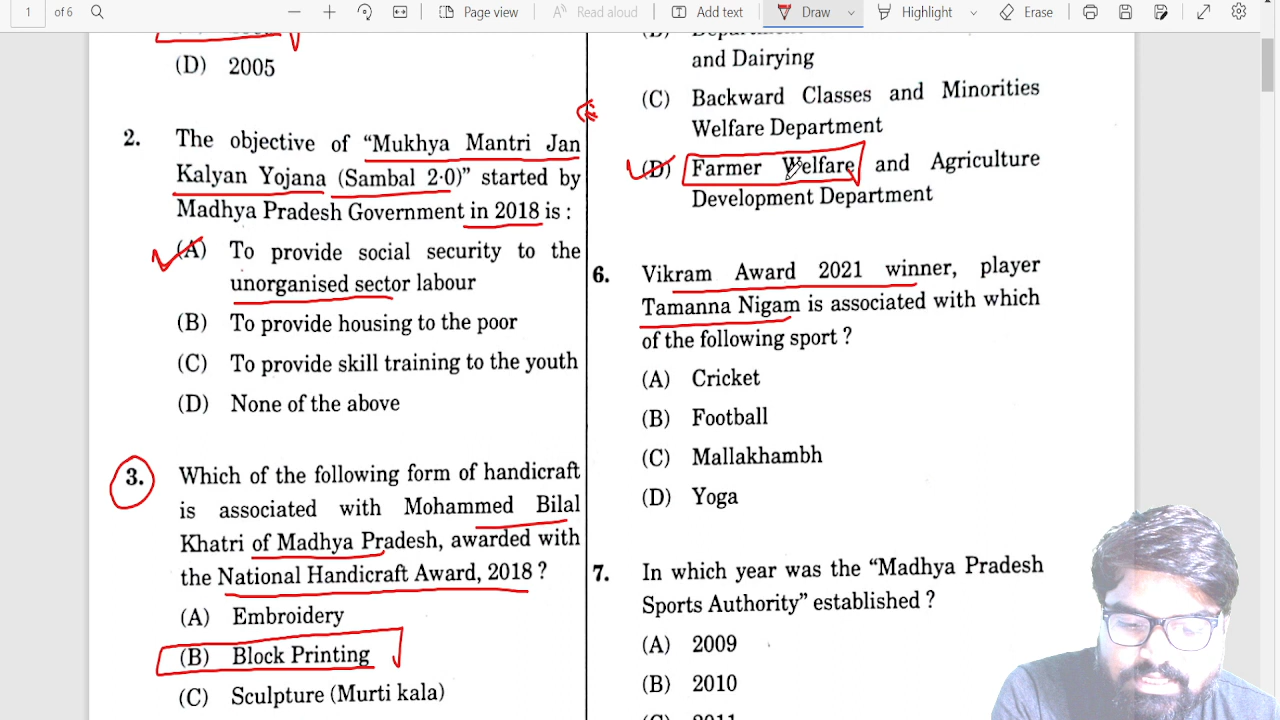 1 of 6
Page view
Read aloud
Add text
Draw
Highlight
Erase
(D) 2005
2. The objective of “Mukhya Mantri Jan
Kalyan Yojana (Sambal 2·0)” started by
Madhya Pradesh Government in 2018 is :
(A) To provide social security to the
unorganised sector labour
(B) To provide housing to the poor
(C) To provide skill training to the youth
(D) None of the above
3. Which of the following form of handicraft
is associated with Mohammed Bilal
Khatri of Madhya Pradesh, awarded with
the National Handicraft Award, 2018 ?
(A) Embroidery
(B) Block Printing
(C) Sculpture (Murti kala)
and Dairying
(C) Backward Classes and Minorities
Welfare Department
(D) Farmer Welfare and Agriculture
Development Department
6. Vikram Award 2021 winner, player
Tamanna Nigam is associated with which
of the following sport ?
(A) Cricket
(B) Football
(C) Mallakhambh
(D) Yoga
7. In which year was the “Madhya Pradesh
Sports Authority” established ?
(A) 2009
(B) 2010